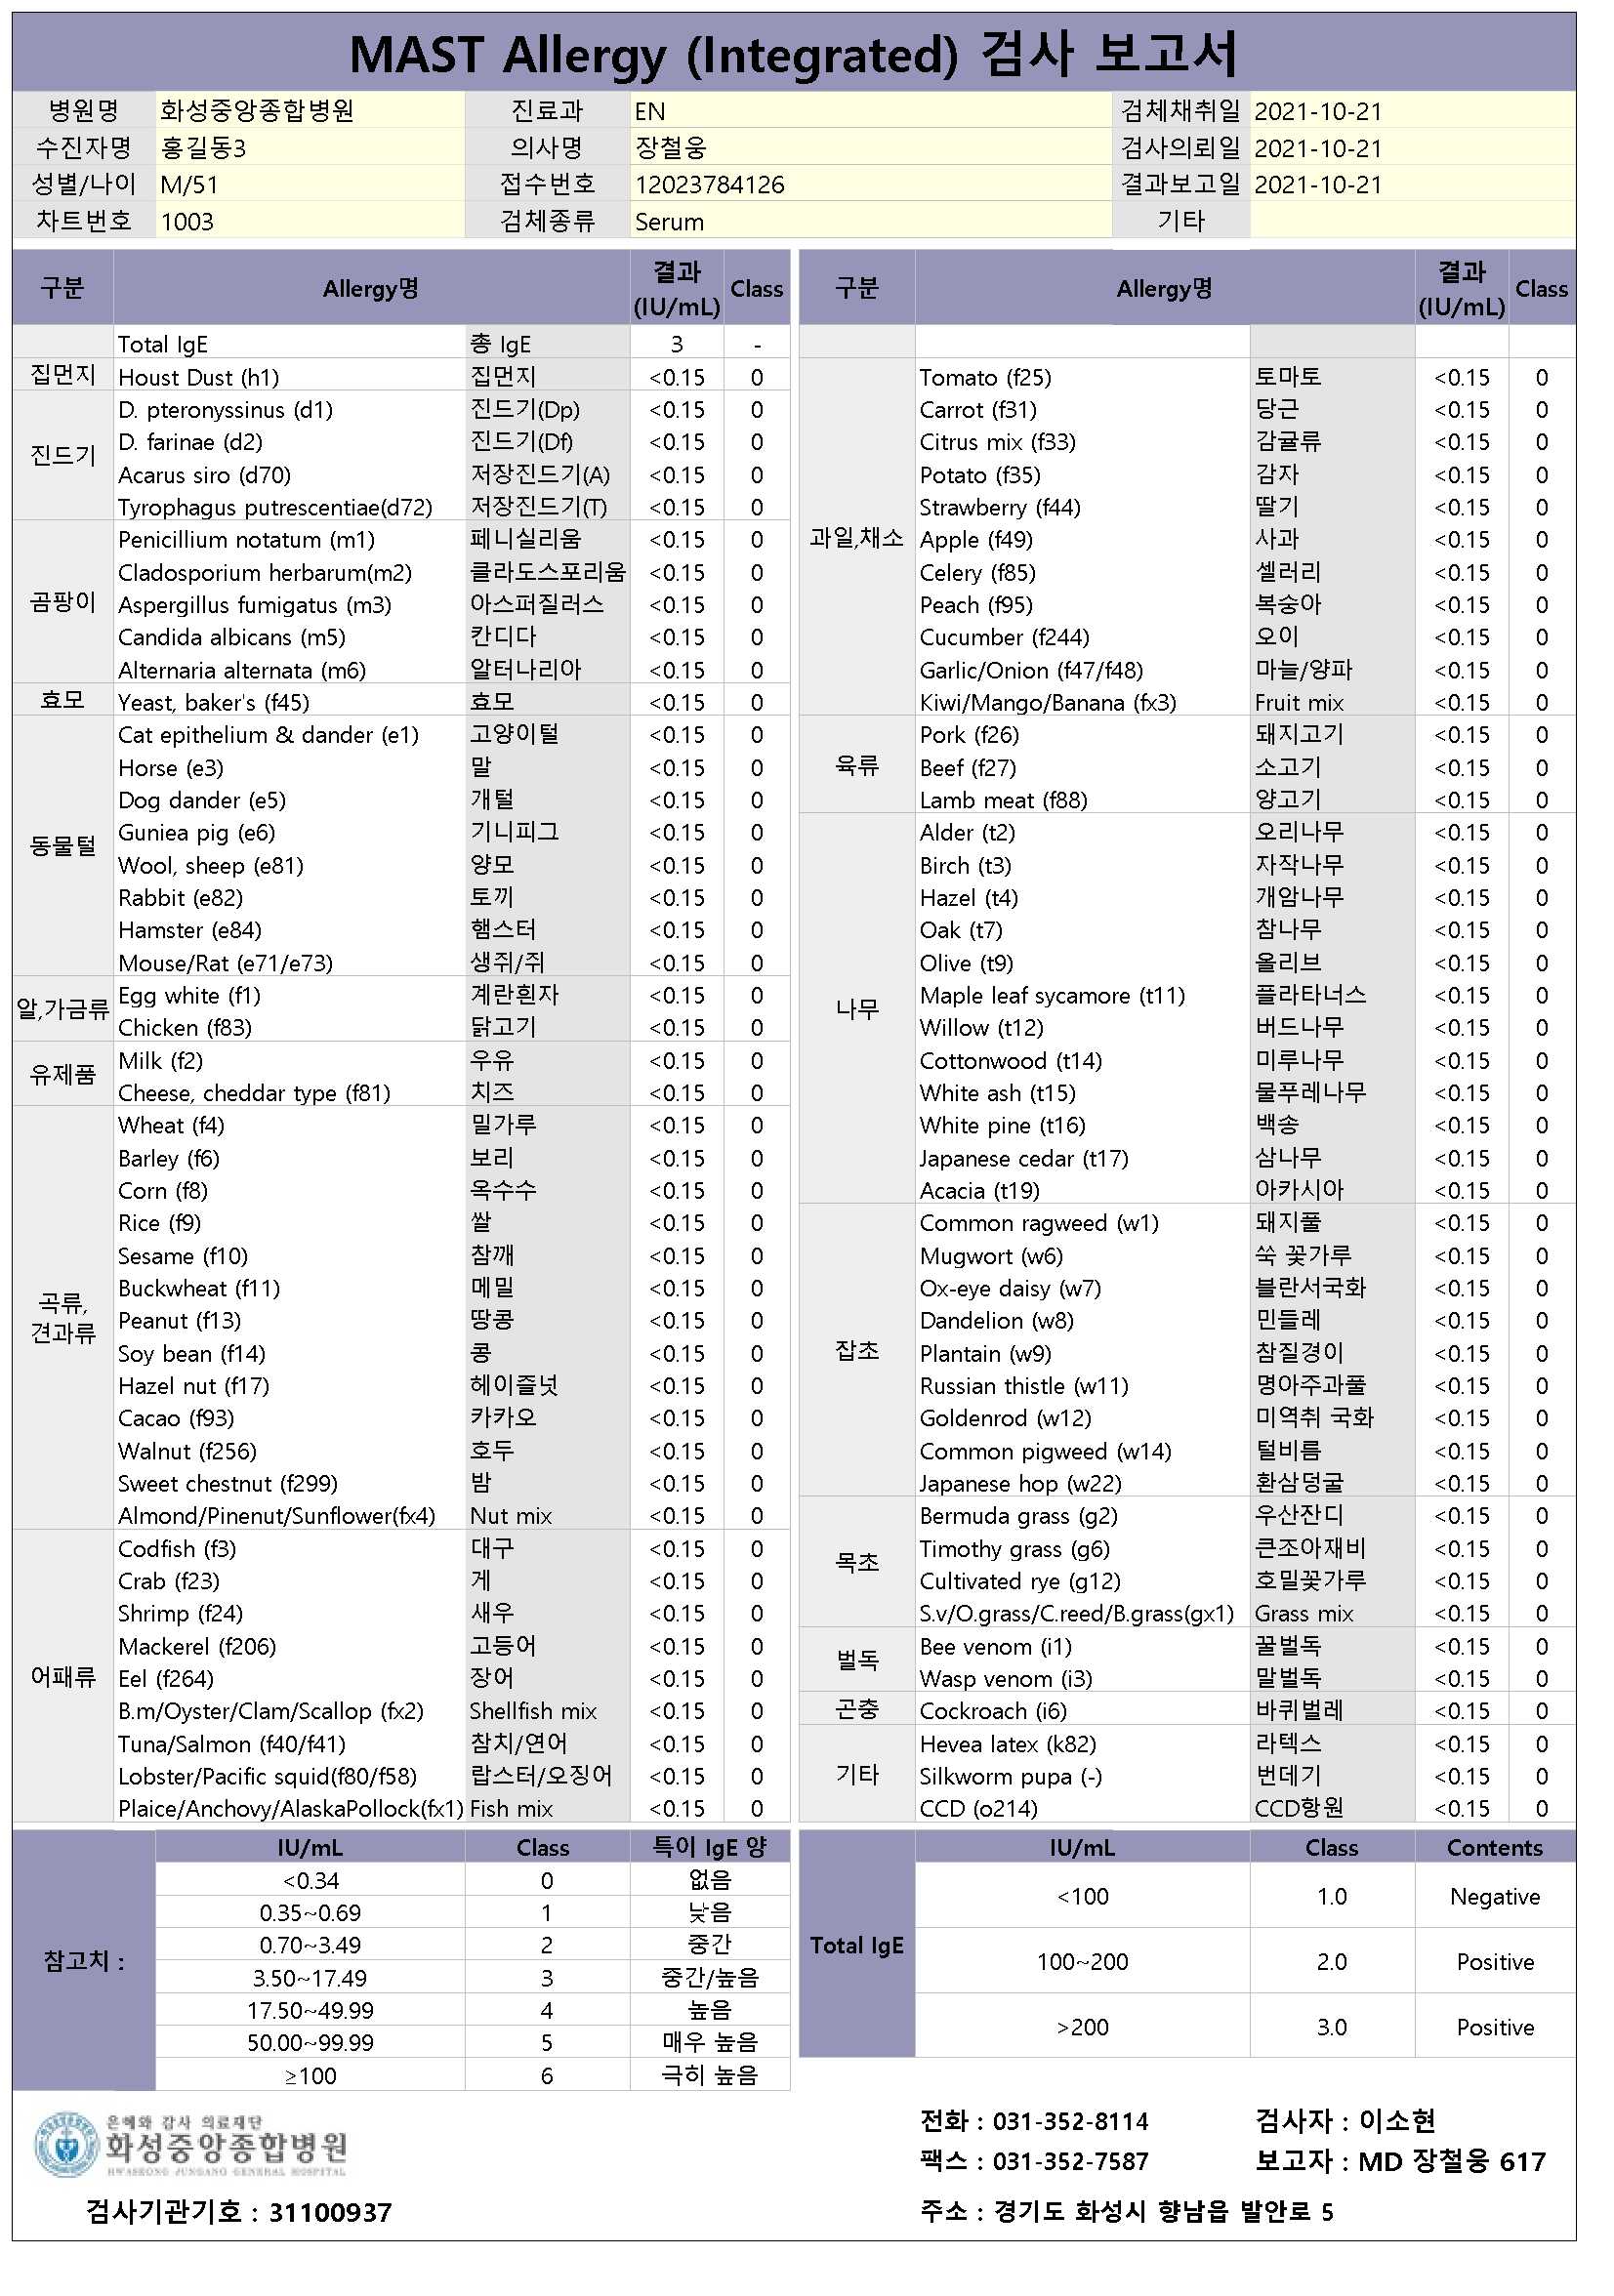 MAST Allergy (Integrated) 검사 보고서
병원명 화성중앙종합병원 진료과 EN 검체채취일 2021-10-21
수진자명 홍길동3 의사명 장철웅 검사의뢰일 2021-10-21
성별/나이 M/51 접수번호 12023784126 결과보고일 2021-10-21
차트번호 1003 검체종류 Serum 기타
구분 Allergy명 결과 (IU/mL) Class
Total IgE 총 IgE 3 -
집먼지 Houst Dust (h1) 집먼지 <0.15 0
진드기 D. pteronyssinus (d1) 진드기(Dp) <0.15 0
D. farinae (d2) 진드기(Df) <0.15 0
Acarus siro (d70) 저장진드기(A) <0.15 0
Tyrophagus putrescentiae(d72) 저장진드기(T) <0.15 0
곰팡이 Penicillium notatum (m1) 페니실리움 <0.15 0
Cladosporium herbarum(m2) 클라도스포리움 <0.15 0
Aspergillus fumigatus (m3) 아스퍼질러스 <0.15 0
Candida albicans (m5) 칸디다 <0.15 0
Alternaria alternata (m6) 알터나리아 <0.15 0
효모 Yeast, baker's (f45) 효모 <0.15 0
동물털 Cat epithelium & dander (e1) 고양이털 <0.15 0
Horse (e3) 말 <0.15 0
Dog dander (e5) 개털 <0.15 0
Guniea pig (e6) 기니피그 <0.15 0
Wool, sheep (e81) 양모 <0.15 0
Rabbit (e82) 토끼 <0.15 0
Hamster (e84) 햄스터 <0.15 0
Mouse/Rat (e71/e73) 생쥐/쥐 <0.15 0
알,가금류 Egg white (f1) 계란흰자 <0.15 0
Chicken (f83) 닭고기 <0.15 0
유제품 Milk (f2) 우유 <0.15 0
Cheese, cheddar type (f81) 치즈 <0.15 0
곡류, 견과류 Wheat (f4) 밀가루 <0.15 0
Barley (f6) 보리 <0.15 0
Corn (f8) 옥수수 <0.15 0
Rice (f9) 쌀 <0.15 0
Sesame (f10) 참깨 <0.15 0
Buckwheat (f11) 메밀 <0.15 0
Peanut (f13) 땅콩 <0.15 0
Soy bean (f14) 콩 <0.15 0
Hazel nut (f17) 헤이즐넛 <0.15 0
Cacao (f93) 카카오 <0.15 0
Walnut (f256) 호두 <0.15 0
Sweet chestnut (f299) 밤 <0.15 0
Almond/Pinenut/Sunflower(fx4) Nut mix <0.15 0
어패류 Codfish (f3) 대구 <0.15 0
Crab (f23) 게 <0.15 0
Shrimp (f24) 새우 <0.15 0
Mackerel (f206) 고등어 <0.15 0
Eel (f264) 장어 <0.15 0
B.m/Oyster/Clam/Scallop (fx2) Shellfish mix <0.15 0
Tuna/Salmon (f40/f41) 참치/연어 <0.15 0
Lobster/Pacific squid(f80/f58) 랍스터/오징어 <0.15 0
Plaice/Anchovy/AlaskaPollock(fx1) Fish mix <0.15 0
구분 Allergy명 결과 (IU/mL) Class
과일,채소 Tomato (f25) 토마토 <0.15 0
Carrot (f31) 당근 <0.15 0
Citrus mix (f33) 감귤류 <0.15 0
Potato (f35) 감자 <0.15 0
Strawberry (f44) 딸기 <0.15 0
Apple (f49) 사과 <0.15 0
Celery (f85) 셀러리 <0.15 0
Peach (f95) 복숭아 <0.15 0
Cucumber (f244) 오이 <0.15 0
Garlic/Onion (f47/f48) 마늘/양파 <0.15 0
Kiwi/Mango/Banana (fx3) Fruit mix <0.15 0
육류 Pork (f26) 돼지고기 <0.15 0
Beef (f27) 소고기 <0.15 0
Lamb meat (f88) 양고기 <0.15 0
나무 Alder (t2) 오리나무 <0.15 0
Birch (t3) 자작나무 <0.15 0
Hazel (t4) 개암나무 <0.15 0
Oak (t7) 참나무 <0.15 0
Olive (t9) 올리브 <0.15 0
Maple leaf sycamore (t11) 플라타너스 <0.15 0
Willow (t12) 버드나무 <0.15 0
Cottonwood (t14) 미루나무 <0.15 0
White ash (t15) 물푸레나무 <0.15 0
White pine (t16) 백송 <0.15 0
Japanese cedar (t17) 삼나무 <0.15 0
Acacia (t19) 아카시아 <0.15 0
잡초 Common ragweed (w1) 돼지풀 <0.15 0
Mugwort (w6) 쑥 꽃가루 <0.15 0
Ox-eye daisy (w7) 블란서국화 <0.15 0
Dandelion (w8) 민들레 <0.15 0
Plantain (w9) 참질경이 <0.15 0
Russian thistle (w11) 명아주과풀 <0.15 0
Goldenrod (w12) 미역취 국화 <0.15 0
Common pigweed (w14) 털비름 <0.15 0
Japanese hop (w22) 환삼덩굴 <0.15 0
목초 Bermuda grass (g2) 우산잔디 <0.15 0
Timothy grass (g6) 큰조아재비 <0.15 0
Cultivated rye (g12) 호밀꽃가루 <0.15 0
S.v/O.grass/C.reed/B.grass(gx1) Grass mix <0.15 0
벌독 Bee venom (i1) 꿀벌독 <0.15 0
Wasp venom (i3) 말벌독 <0.15 0
곤충 Cockroach (i6) 바퀴벌레 <0.15 0
기타 Hevea latex (k82) 라텍스 <0.15 0
Silkworm pupa (-) 번데기 <0.15 0
CCD (o214) CCD항원 <0.15 0
참고치 : IU/mL Class 특이 IgE 양
<0.34 0 없음
0.35~0.69 1 낮음
0.70~3.49 2 중간
3.50~17.49 3 중간/높음
17.50~49.99 4 높음
50.00~99.99 5 매우 높음
≥100 6 극히 높음
Total IgE IU/mL Class Contents
<100 1.0 Negative
100~200 2.0 Positive
>200 3.0 Positive
은혜와 감사 의료재단
화성중앙종합병원
HWASEONG JUNGANG GENERAL HOSPITAL
검사기관기호 : 31100937
전화 : 031-352-8114 검사자 : 이소현
팩스 : 031-352-7587 보고자 : MD 장철웅 617
주소 : 경기도 화성시 향남읍 발안로 5